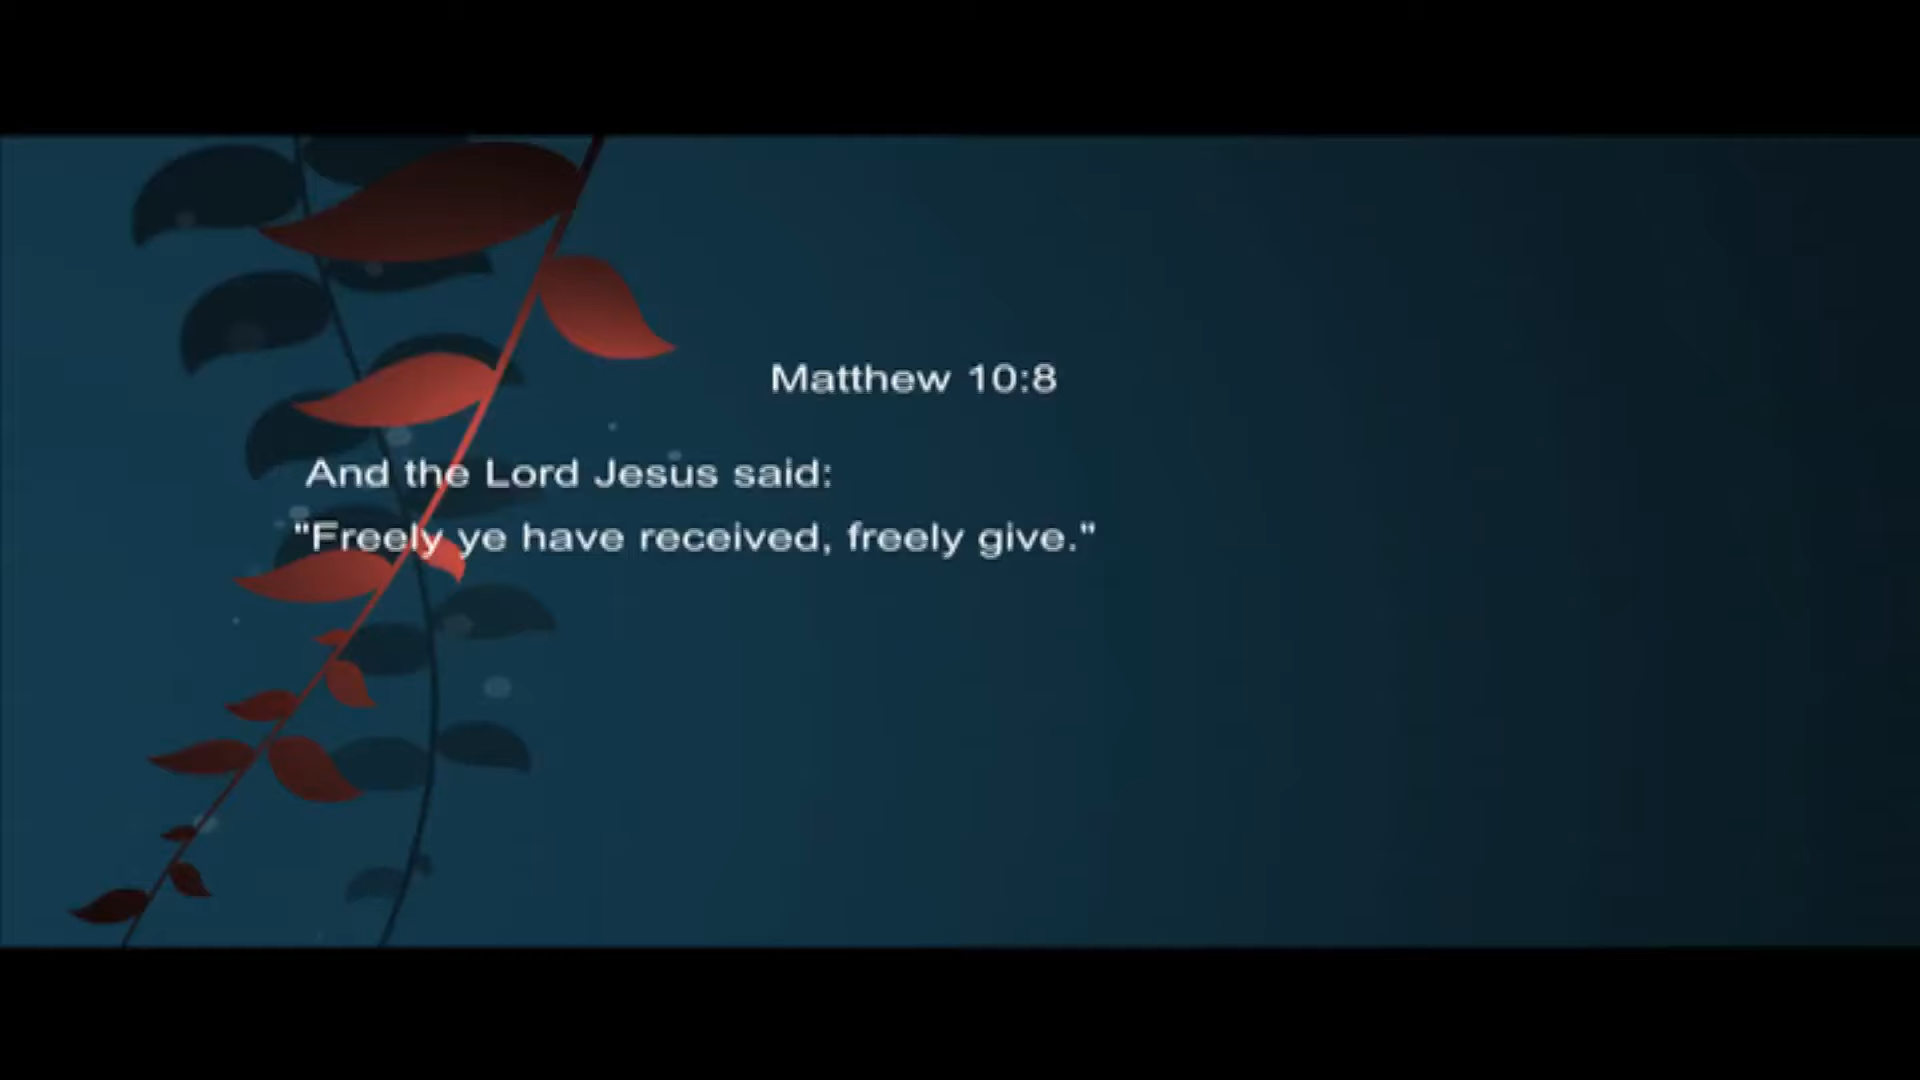 Matthew 10:8
And the Lord Jesus said:
"Freely ye have received, freely give."